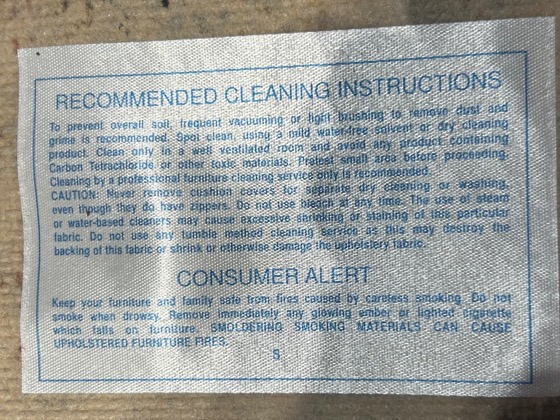 RECOMMENDED CLEANING INSTRUCTIONS
To prevent overall soil, frequent vacuuming or light brushing to remove dust and
grime is recommended. Spot clean, using a mild water-free solvent or dry cleaning
product. Clean only in a well ventilated room and avoid any product containing
Carbon Tetrachloride or other toxic materials. Pretest small area before proceeding.
Cleaning by a professional furniture cleaning service only is recommended.
CAUTION: Never remove cushion covers for separate dry cleaning or washing,
even though they do have zippers. Do not use bleach at any time. The use of steam
or water-based cleaners may cause excessive shrinking or staining of this particular
fabric. Do not use any tumble method cleaning service as this may destroy the
backing of this fabric or shrink or otherwise damage the upholstery fabric.
CONSUMER ALERT
Keep your furniture and family safe from fires caused by careless smoking. Do not
smoke when drowsy. Remove immediately any glowing ember or lighted cigarette
which falls on furniture. SMOLDERING SMOKING MATERIALS CAN CAUSE
UPHOLSTERED FURNITURE FIRES.
S